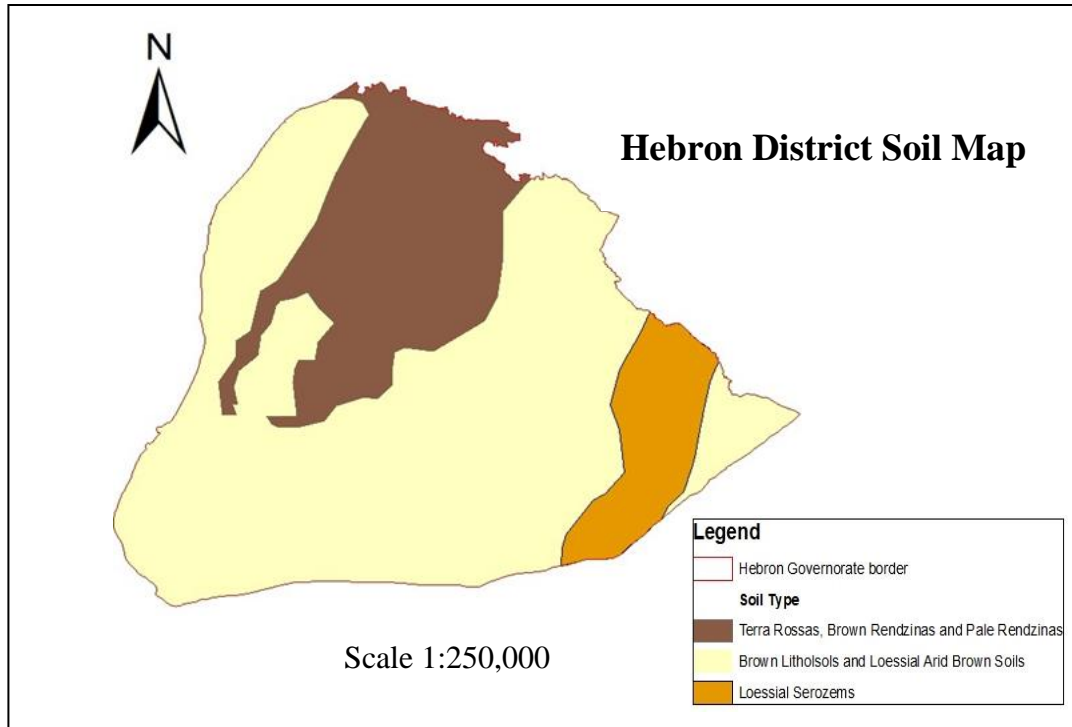 N
Hebron District Soil Map
Legend
Hebron Governorate border
Soil Type
Terra Rossas, Brown Rendzinas and Pale Rendzinas
Brown Litholsols and Loessial Arid Brown Soils
Loessial Serozems
Scale 1:250,000